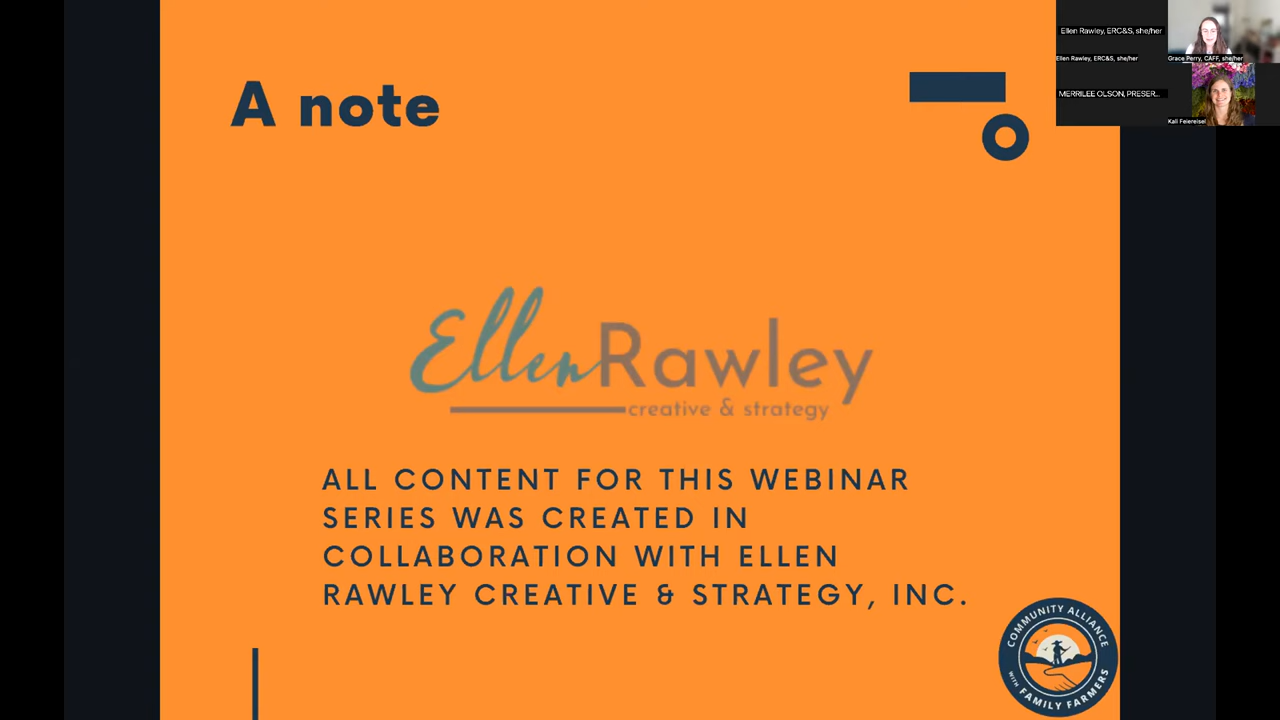 A note
Ellen Rawley, ERC&S, she/her
Ellen Rawley, ERC&S, she/her
Grace Perry, CAFF, she/her
MERRILEE OLSON, PRESER...
Kali Feiereisel
EllenRawley
creative & strategy
ALL CONTENT FOR THIS WEBINAR
SERIES WAS CREATED IN
COLLABORATION WITH ELLEN
RAWLEY CREATIVE & STRATEGY, INC.
COMMUNITY ALLIANCE
WITH
FAMILY FARMERS